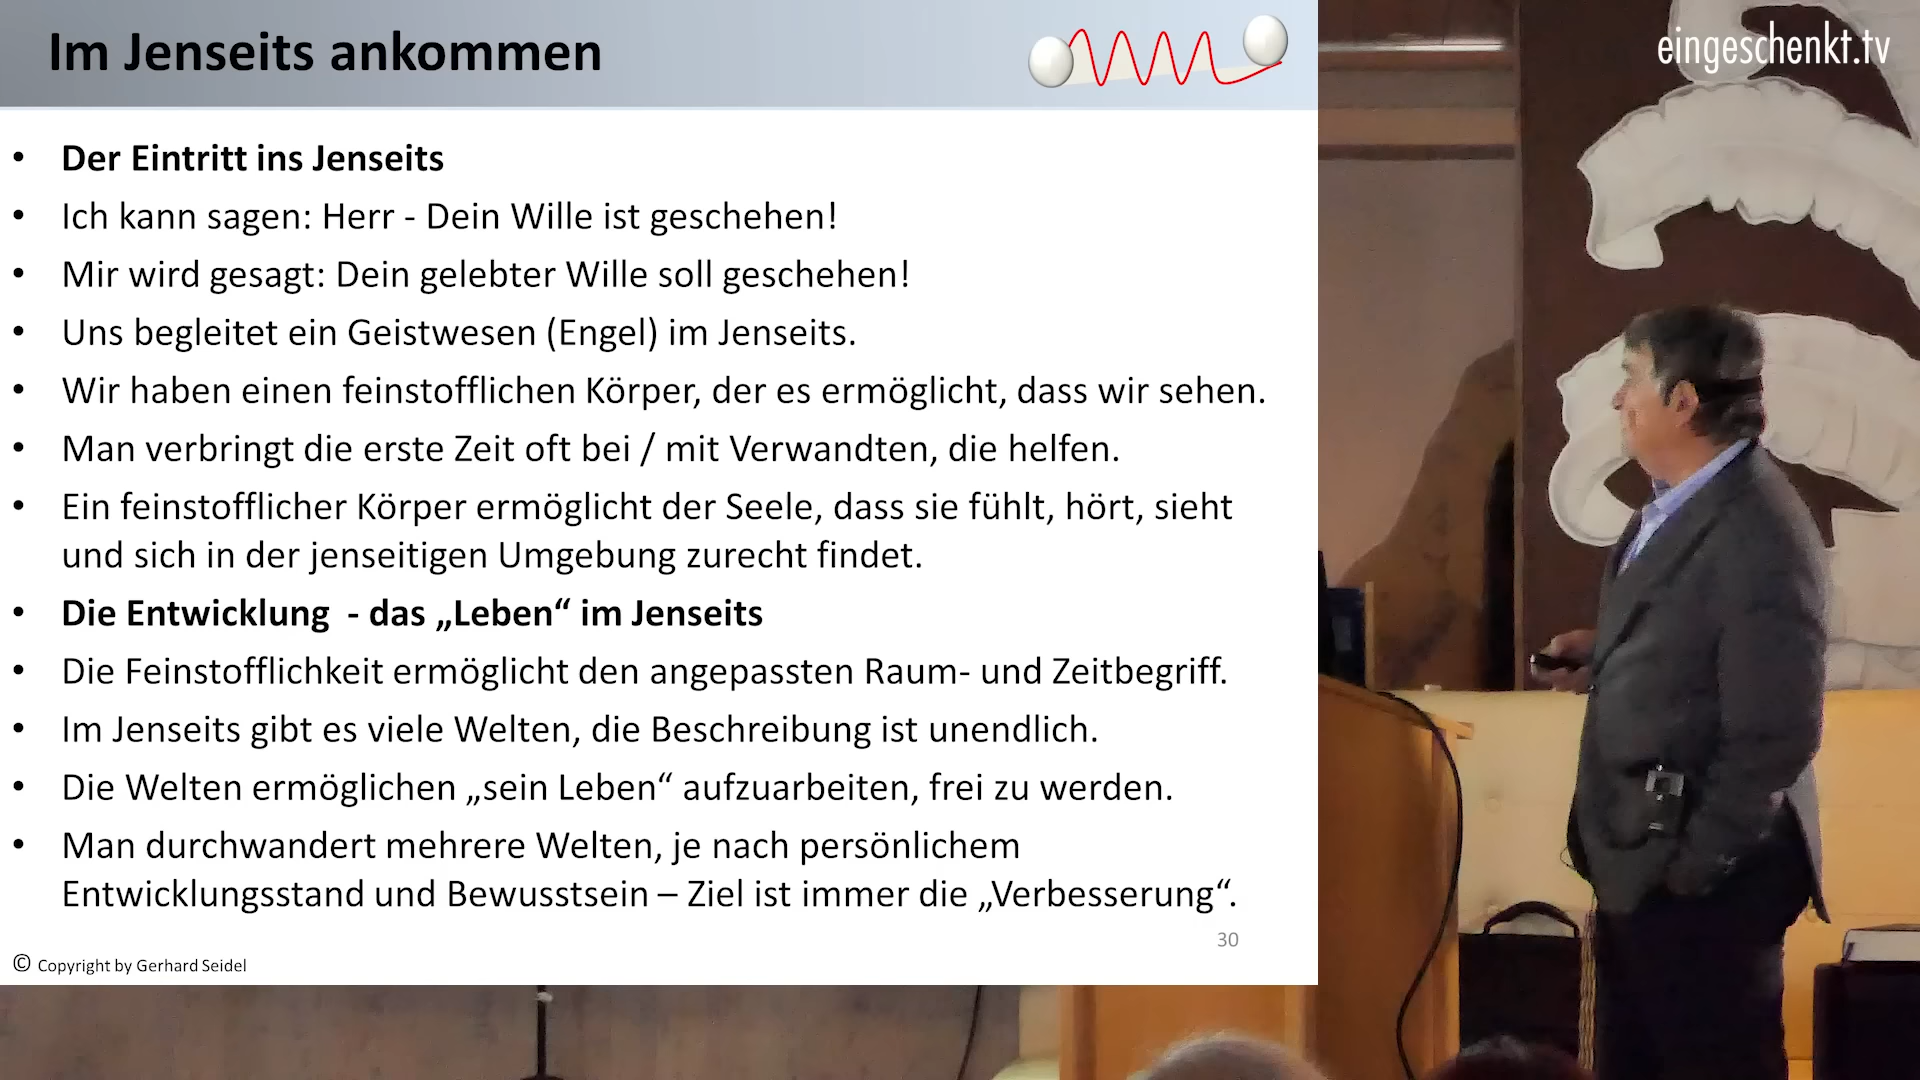 Im Jenseits ankommen
eingeschenkt.tv
• Der Eintritt ins Jenseits
• Ich kann sagen: Herr - Dein Wille ist geschehen!
• Mir wird gesagt: Dein gelebter Wille soll geschehen!
• Uns begleitet ein Geistwesen (Engel) im Jenseits.
• Wir haben einen feinstofflichen Körper, der es ermöglicht, dass wir sehen.
• Man verbringt die erste Zeit oft bei / mit Verwandten, die helfen.
• Ein feinstofflicher Körper ermöglicht der Seele, dass sie fühlt, hört, sieht
und sich in der jenseitigen Umgebung zurecht findet.
• Die Entwicklung - das „Leben“ im Jenseits
• Die Feinstofflichkeit ermöglicht den angepassten Raum- und Zeitbegriff.
• Im Jenseits gibt es viele Welten, die Beschreibung ist unendlich.
• Die Welten ermöglichen „sein Leben“ aufzuarbeiten, frei zu werden.
• Man durchwandert mehrere Welten, je nach persönlichem
Entwicklungsstand und Bewusstsein – Ziel ist immer die „Verbesserung“.
30
© Copyright by Gerhard Seidel